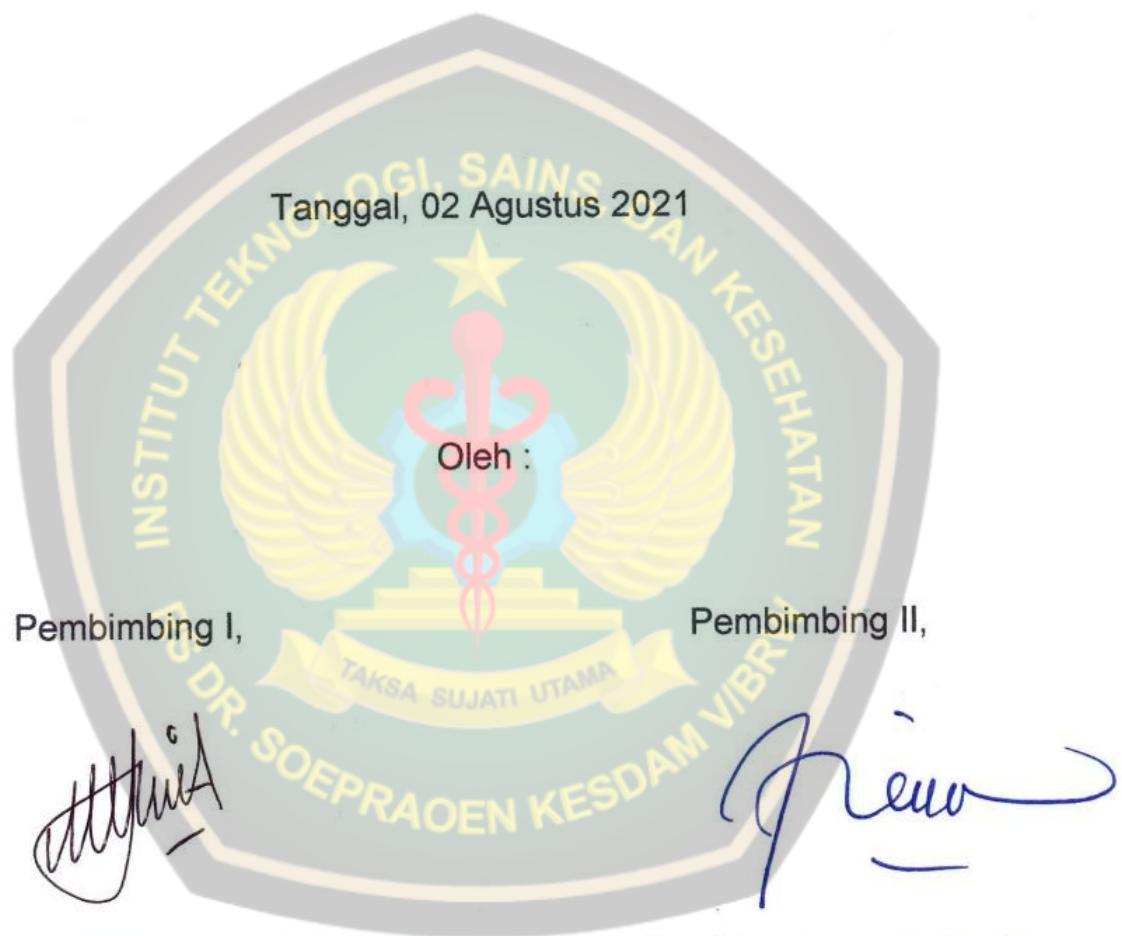 Tanggal, 02 Agustus 2021
INSTITUT TEKNOLOGI, SAINS, DAN KESEHATAN
RS DR. SOEPRAOEN KESDAM V/BRW
TAKSA SUJATI UTAMA
Oleh :
Pembimbing I,
Pembimbing II,